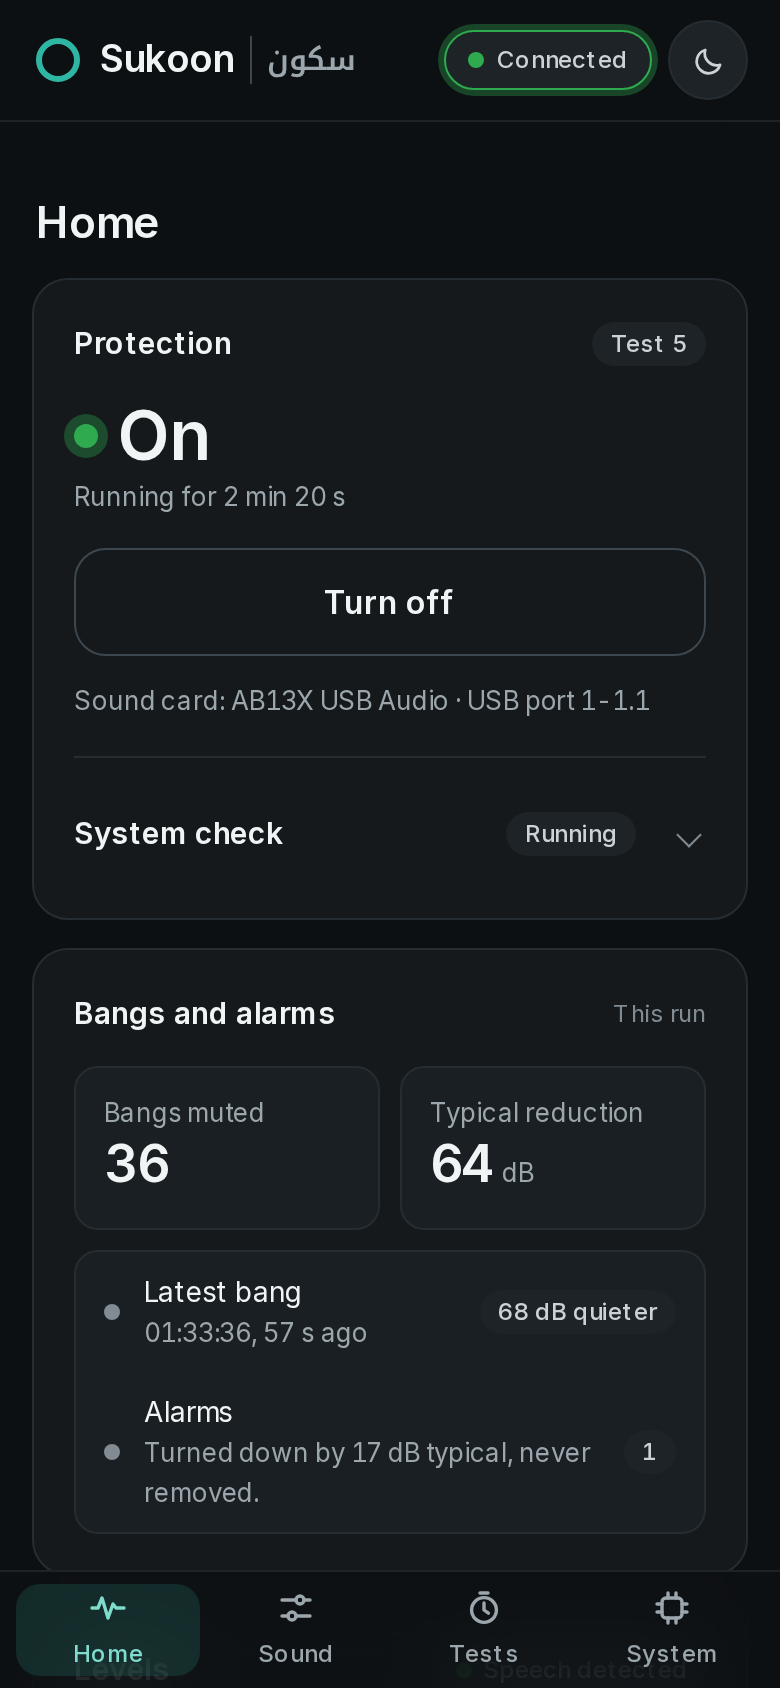 Sukoon
سكون
Connected
Home
Protection
Test 5
On
Running for 2 min 20 s
Turn off
Sound card: AB13X USB Audio · USB port 1-1.1
System check
Running
Bangs and alarms
This run
Bangs muted
36
Typical reduction
64 dB
Latest bang
01:33:36, 57 s ago
68 dB quieter
Alarms
Turned down by 17 dB typical, never
removed.
1
Levels
Speech detected
Home
Sound
Tests
System